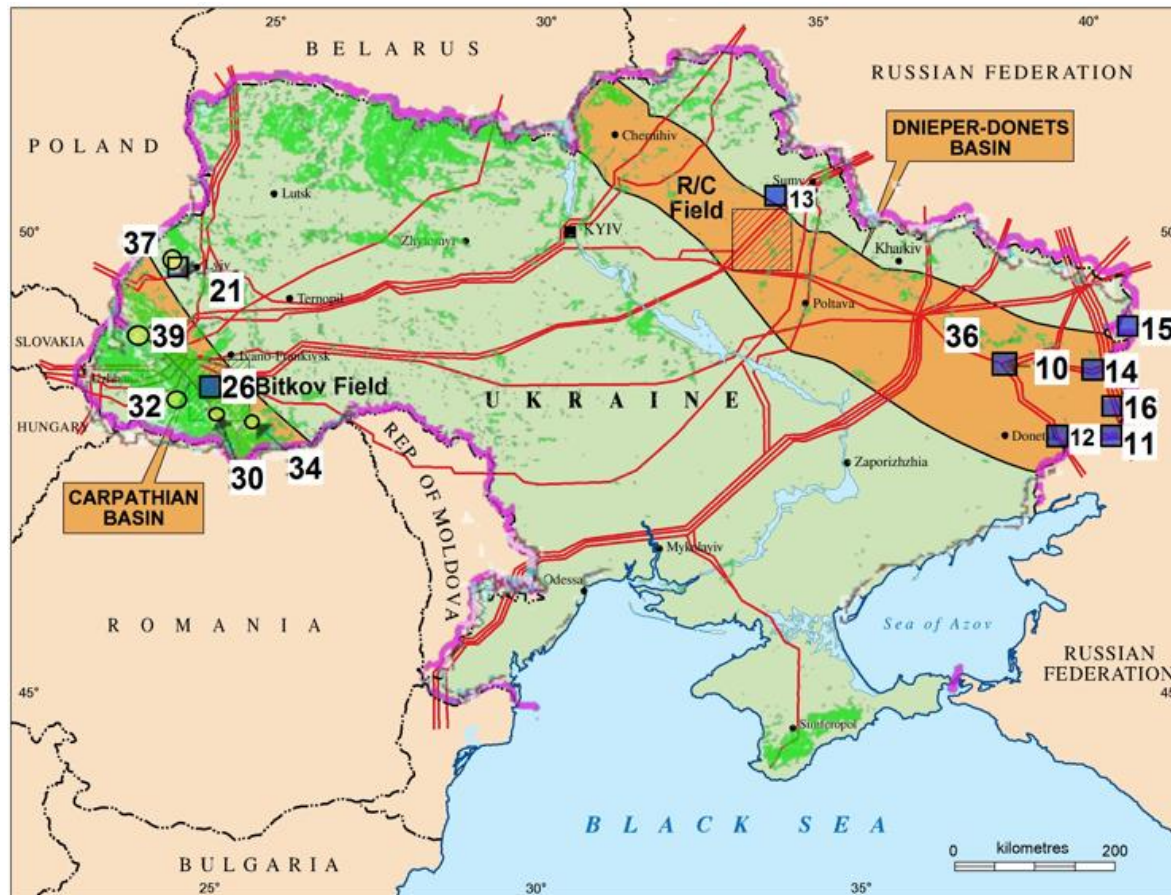 25°
30°
35°
40°
BELARUS
RUSSIAN FEDERATION
POLAND
DNIEPER-DONETS
BASIN
Chernihiv
R/C
Field
Sumy
13
Lutsk
50°
KYIV
Zhytomyr
Kharkiv
37
Lviv
21
Ternopil
Poltava
15
SLOVAKIA
39
Ivano-Frankivsk
36
10
14
26
Bitkov Field
32
UKRAINE
16
HUNGARY
Donetsk
12
11
30
34
Zaporizhzhia
CARPATHIAN
BASIN
REP. OF MOLDOVA
Mykolayiv
Odessa
ROMANIA
Sea of Azov
RUSSIAN
FEDERATION
45°
45°
Simferopol
BLACK SEA
kilometres
0
200
BULGARIA
25°
30°
35°